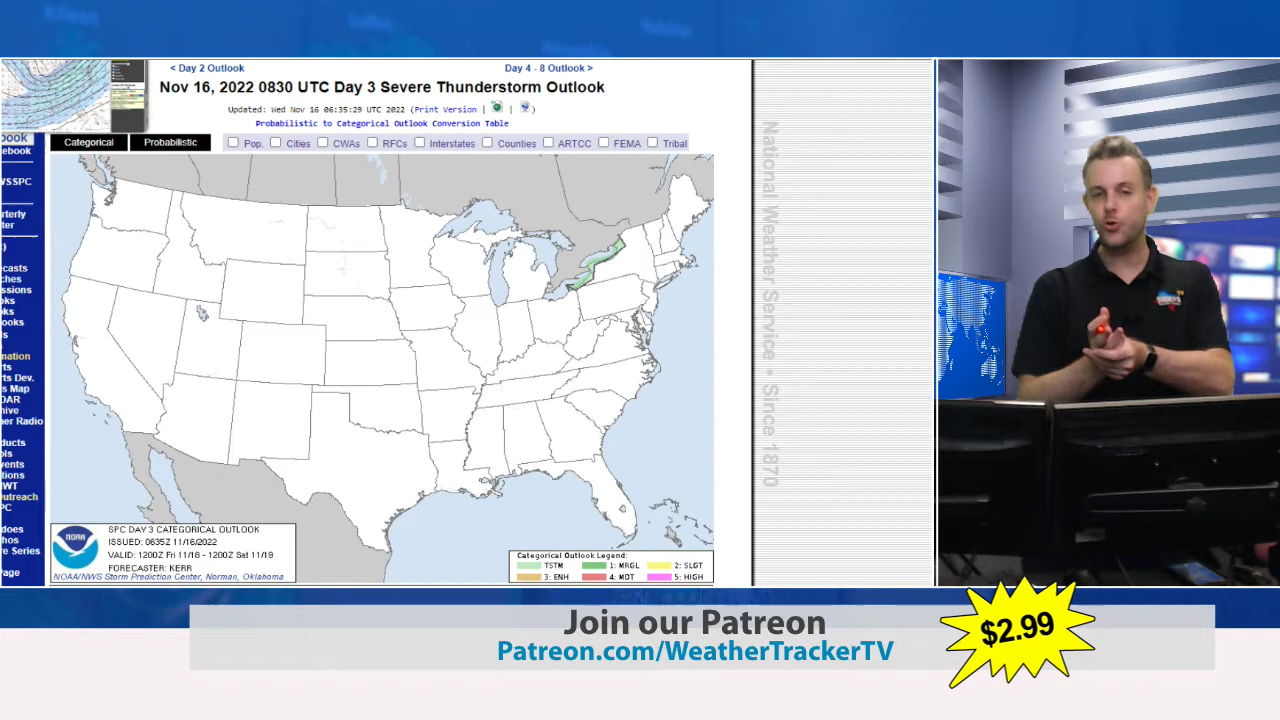 < Day 2 Outlook
Day 4 - 8 Outlook >
Nov 16, 2022 0830 UTC Day 3 Severe Thunderstorm Outlook
Updated: Wed Nov 16 06:35:29 UTC 2022 (Print Version | | )
Probabilistic to Categorical Outlook Conversion Table
Categorical
Probabilistic
Pop. Cities CWAs RFCs Interstates Counties ARTCC FEMA Tribal
National Weather Service • Since 1870
SPC DAY 3 CATEGORICAL OUTLOOK
ISSUED: 0635Z 11/16/2022
VALID: 1200Z Fri 11/18 - 1200Z Sat 11/19
FORECASTER: KERR
NOAA/NWS Storm Prediction Center, Norman, Oklahoma
NOAA
Categorical Outlook Legend:
TSTM 1: MRGL 2: SLGT
3: ENH 4: MDT 5: HIGH
Join our Patreon
Patreon.com/WeatherTrackerTV
$2.99